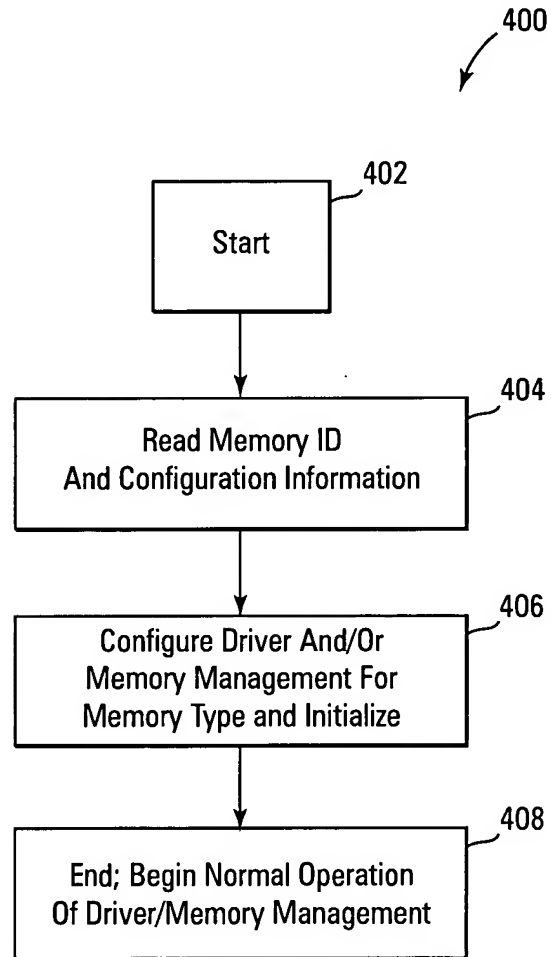 400
402
Start
404
Read Memory ID
And Configuration Information
406
Configure Driver And/Or
Memory Management For
Memory Type and Initialize
408
End; Begin Normal Operation
Of Driver/Memory Management